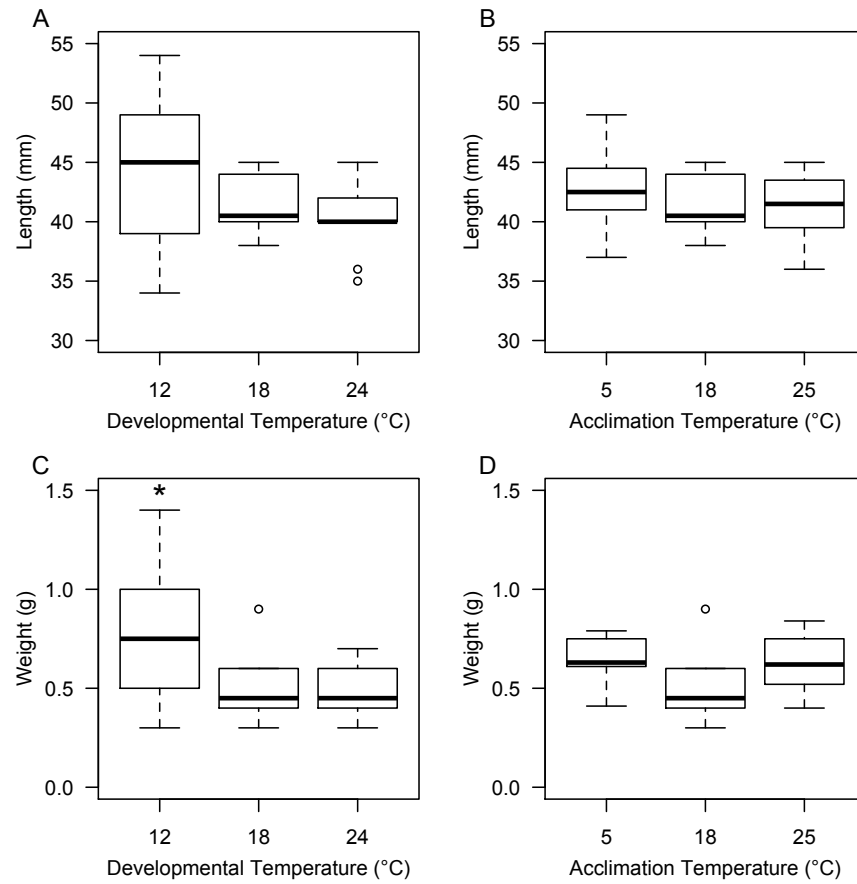 A
55
50
45
40
35
30
Length (mm)
12 18 24
Developmental Temperature (°C)
B
55
50
45
40
35
30
Length (mm)
5 18 25
Acclimation Temperature (°C)
C
1.5
1.0
0.5
0.0
Weight (g)
*
12 18 24
Developmental Temperature (°C)
D
1.5
1.0
0.5
0.0
Weight (g)
5 18 25
Acclimation Temperature (°C)